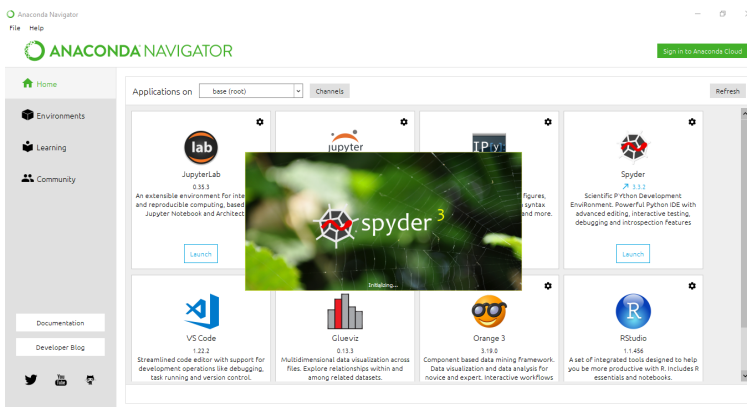 Anaconda Navigator
File Help
ANACONDA NAVIGATOR
Sign in to Anaconda Cloud
Home
Environments
Learning
Community
Documentation
Developer Blog
You
Tube
Applications on base (root) Channels Refresh
lab
JupyterLab
0.35.3
An extensible environment for inte
and reproducible computing, based
Jupyter Notebook and Architect
Launch
jupyter
IP[y]
figures,
syntax
and more.
Spyder
3.3.2
Scientific PYthon Development
EnviRonment. Powerful Python IDE with
advanced editing, interactive testing,
debugging and introspection features
Launch
spyder 3
Initializing...
VS Code
1.22.2
Streamlined code editor with support for
development operations like debugging,
task running and version control.
Glueviz
0.13.3
Multidimensional data visualization across
files. Explore relationships within and
among related datasets.
Orange 3
3.19.0
Component based data mining framework.
Data visualization and data analysis for
novice and expert. Interactive workflows
R
RStudio
1.1.456
A set of integrated tools designed to help
you be more productive with R. Includes R
essentials and notebooks.